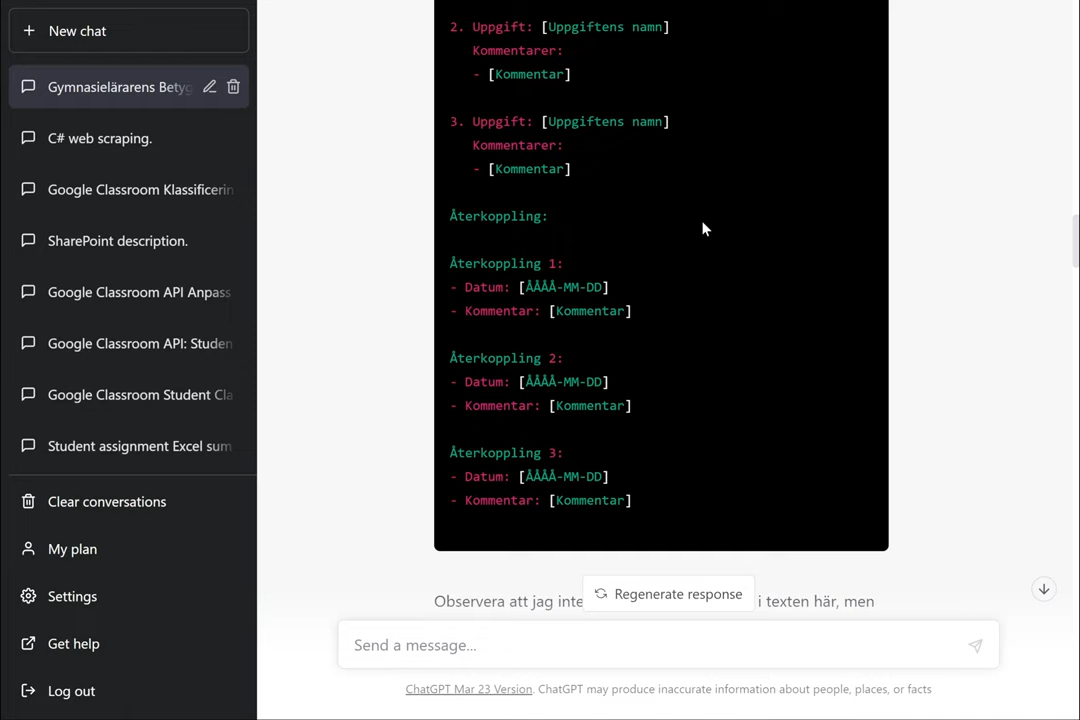 New chat
Gymnasielärarens Betyg
C# web scraping.
Google Classroom Klassificerin
SharePoint description.
Google Classroom API Anpass
Google Classroom API: Studen
Google Classroom Student Cla
Student assignment Excel sum
Clear conversations
My plan
Settings
Get help
Log out
2. Uppgift: [Uppgiftens namn]
Kommentarer:
- [Kommentar]
3. Uppgift: [Uppgiftens namn]
Kommentarer:
- [Kommentar]
Återkoppling:
Återkoppling 1:
- Datum: [ÅÅÅÅ-MM-DD]
- Kommentar: [Kommentar]
Återkoppling 2:
- Datum: [ÅÅÅÅ-MM-DD]
- Kommentar: [Kommentar]
Återkoppling 3:
- Datum: [ÅÅÅÅ-MM-DD]
- Kommentar: [Kommentar]
Observera att jag inte i texten här, men
Regenerate response
Send a message...
ChatGPT Mar 23 Version. ChatGPT may produce inaccurate information about people, places, or facts